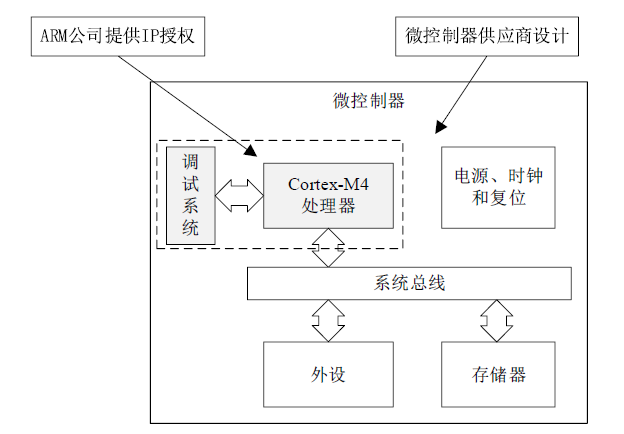 ARM公司提供IP授权
微控制器供应商设计
微控制器
调
试
系
统
Cortex-M4
处理器
电源、时钟
和复位
系统总线
外设
存储器